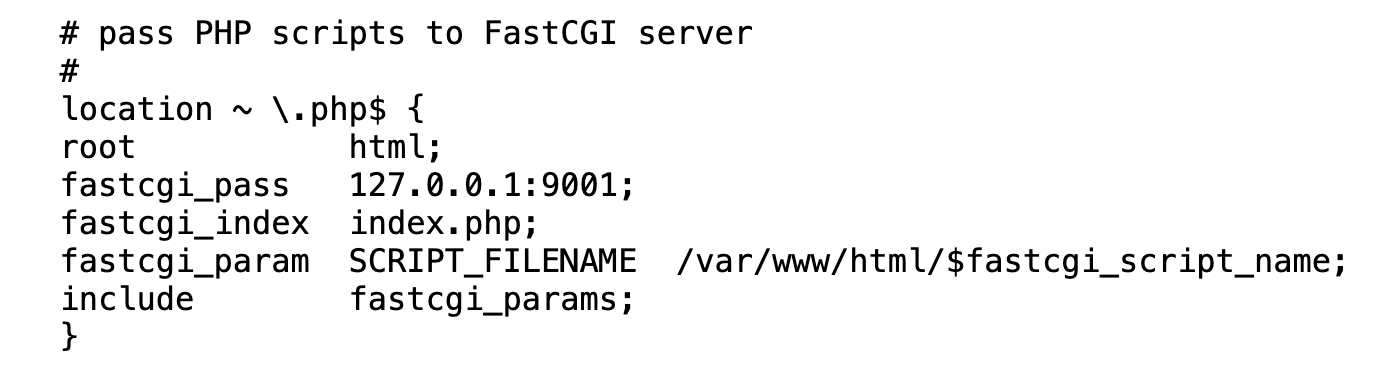 # pass PHP scripts to FastCGI server
#
location ~ \.php$ {
root           html;
fastcgi_pass   127.0.0.1:9001;
fastcgi_index  index.php;
fastcgi_param  SCRIPT_FILENAME  /var/www/html/$fastcgi_script_name;
include        fastcgi_params;
}